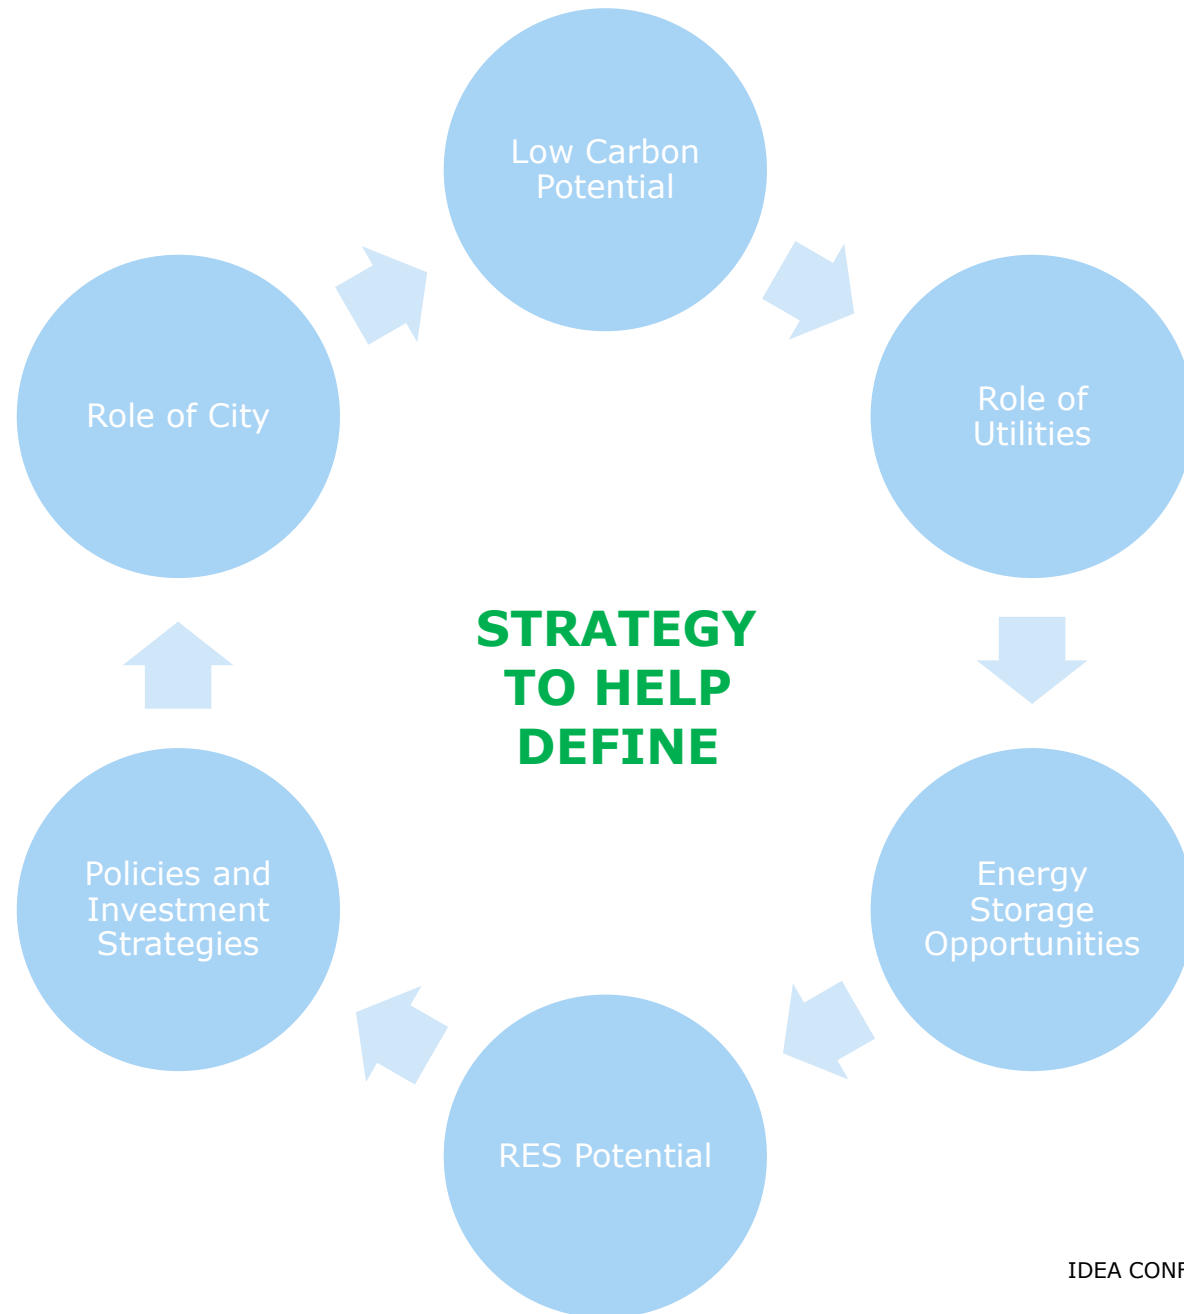 Low Carbon
Potential
Role of
Utilities
Energy
Storage
Opportunities
RES Potential
Policies and
Investment
Strategies
Role of City
STRATEGY
TO HELP
DEFINE
IDEA